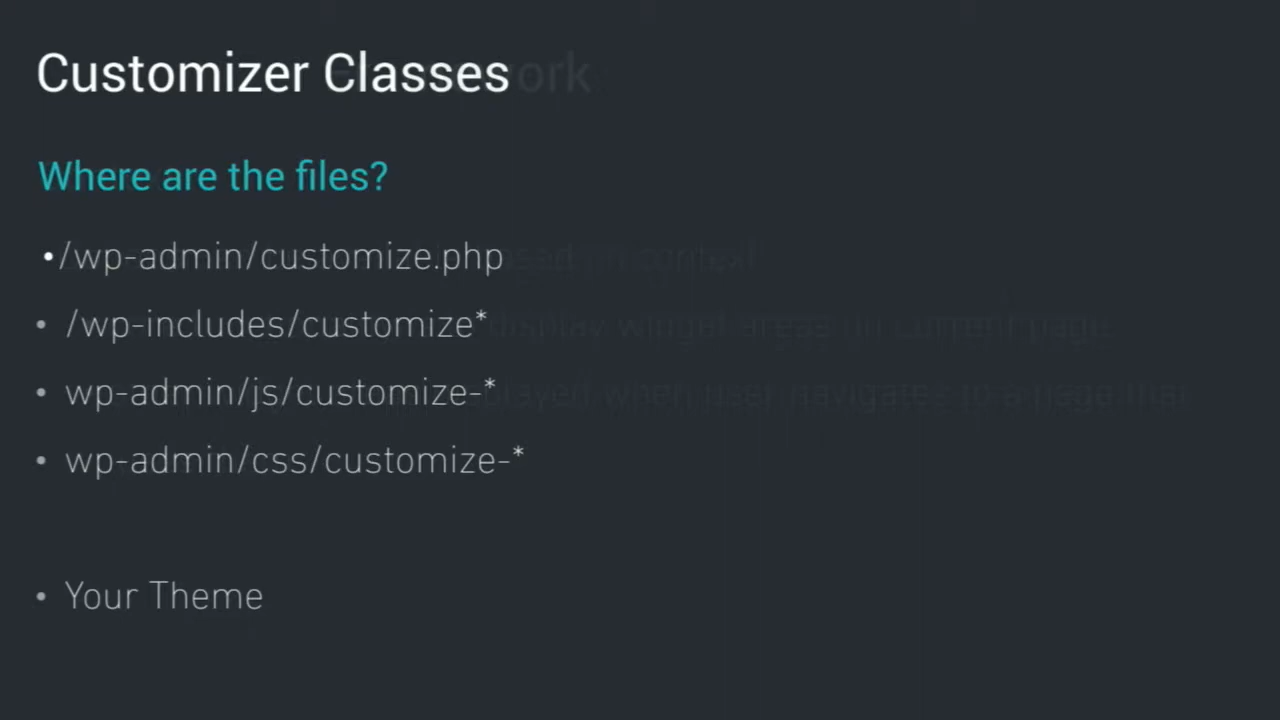 Customizer Classes
Where are the files?
•/wp-admin/customize.php
• /wp-includes/customize*
• wp-admin/js/customize-*
• wp-admin/css/customize-*
• Your Theme